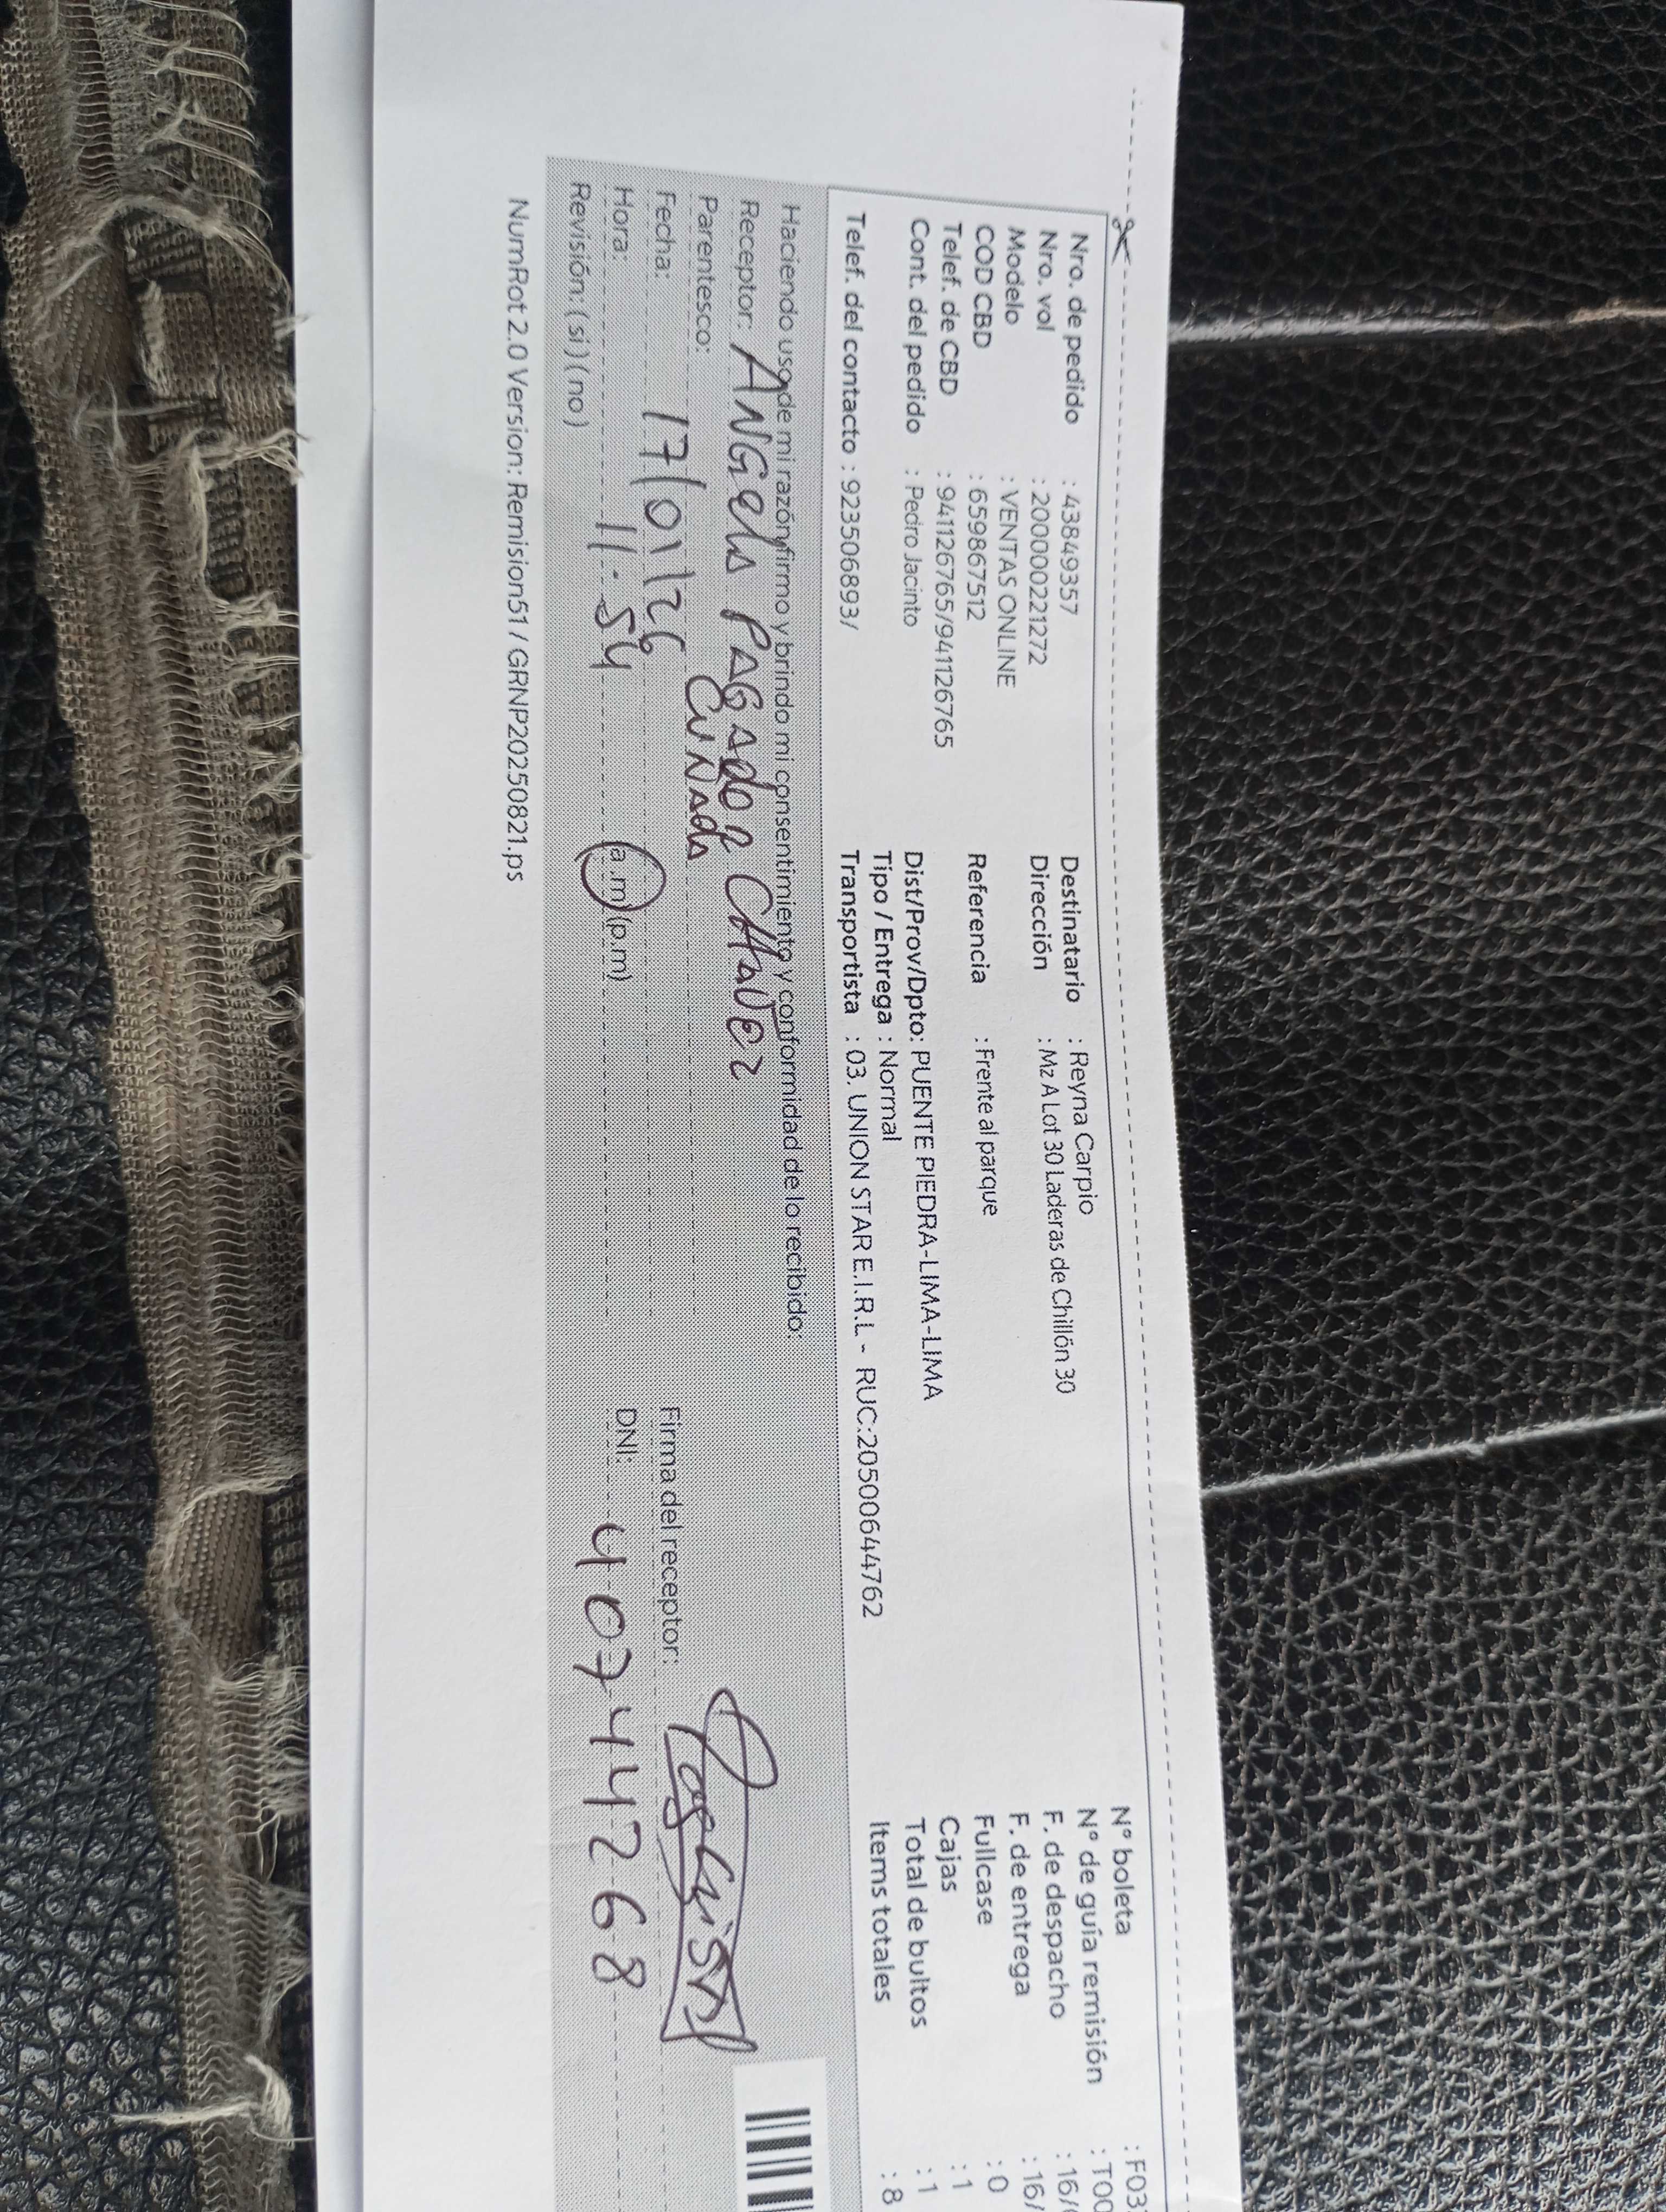 Nro. de pedido : 43849357
Nro. vol : 200000221272
Modelo : VENTAS ONLINE
COD CBD : 659867512
Telef. de CBD : 941126765/941126765
Cont. del pedido : Pedro Jacinto
Telef. del contacto : 923506893/
Destinatario : Reyna Carpio
Dirección : Mz A Lot 30 Laderas de Chillón 30
Referencia : Frente al parque
Dist/Prov/Dpto: PUENTE PIEDRA-LIMA-LIMA
Tipo / Entrega : Normal
Transportista : 03. UNION STAR E.I.R.L - RUC:20500644762
N° boleta : F03
N° de guía remisión : T00
F. de despacho : 16/
F. de entrega : 16/
Fullcase : 0
Cajas : 1
Total de bultos : 1
Items totales : 8
Haciendo uso de mi razón firmo y brindo mi consentimiento y conformidad de lo recibido:
Receptor: ANGela PAGAdoR CHAVez
Parentesco: CuÑada
Fecha: 17/01/26
Hora: 11:54 (a.m) (p.m)
Revisión: ( si ) ( no )
Firma del receptor:
DNI: 40744268
NumRot 2.0 Version: Remision51 / GRNP20250821.ps